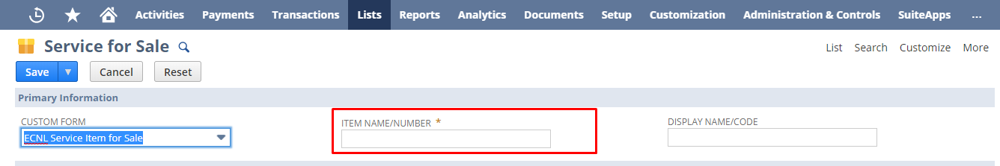 Activities Payments Transactions Lists Reports Analytics Documents Setup Customization Administration & Controls SuiteApps ...
Service for Sale
List Search Customize More
Save Cancel Reset
Primary Information
CUSTOM FORM
ECNL Service Item for Sale
ITEM NAME/NUMBER *
DISPLAY NAME/CODE